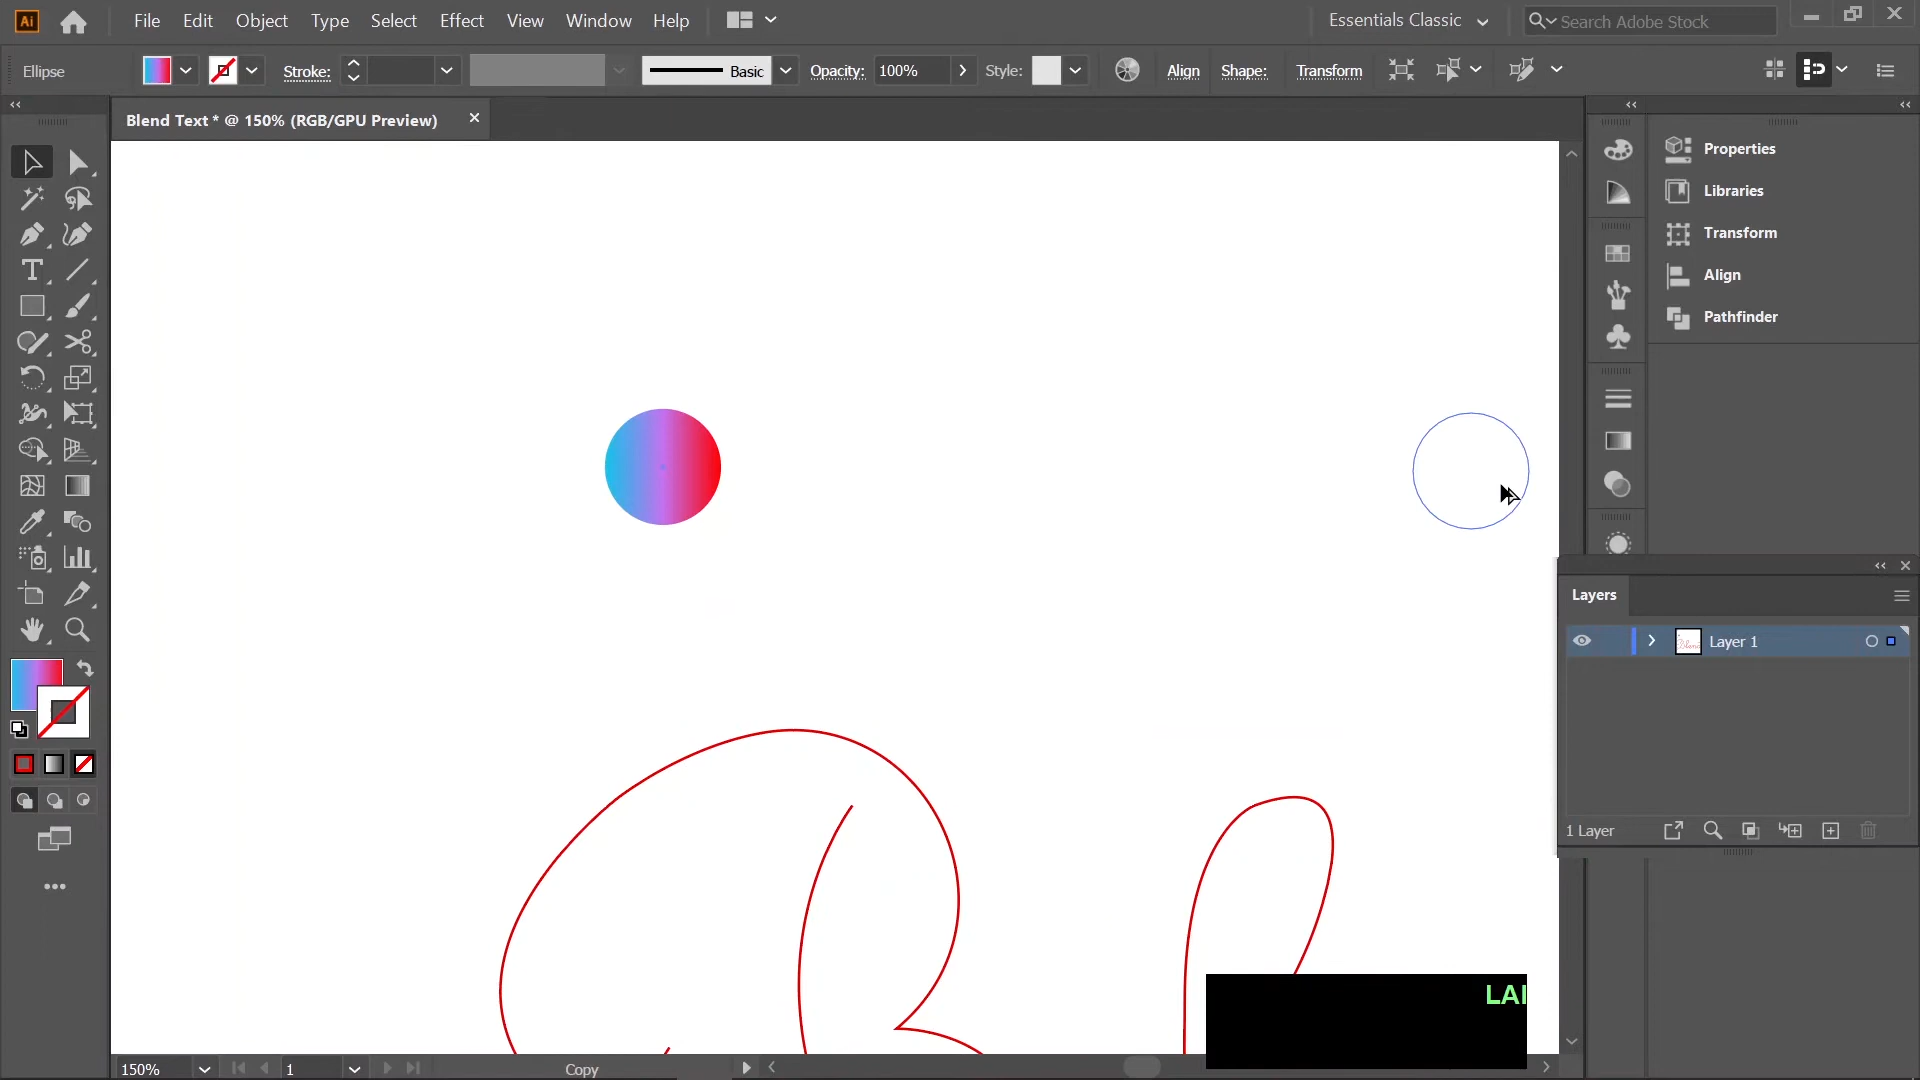 Ai File Edit Object Type Select Effect View Window Help Essentials Classic Search Adobe Stock
Ellipse Stroke: Basic Opacity: 100% Style: Align Shape: Transform
Blend Text * @ 150% (RGB/GPU Preview)
Properties
Libraries
Transform
Align
Pathfinder
Layers
Layer 1
1 Layer
LAI
150% 1 Copy